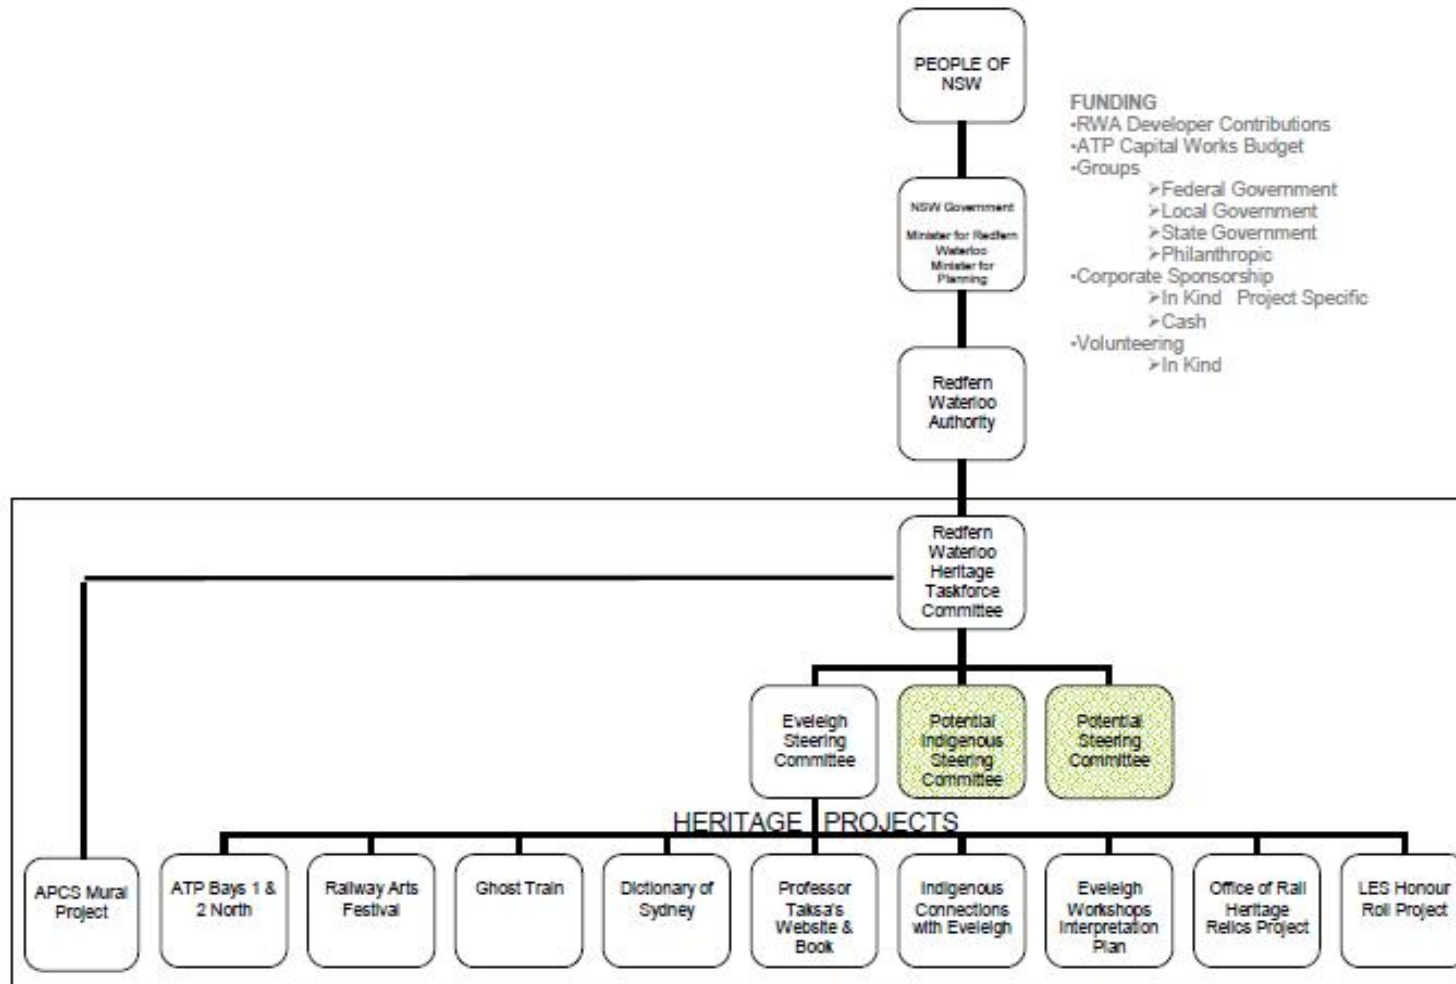 PEOPLE OF
NSW
FUNDING
•RWA Developer Contributions
•ATP Capital Works Budget
•Groups
➢Federal Government
➢Local Government
➢State Government
➢Philanthropic
•Corporate Sponsorship
➢In Kind Project Specific
➢Cash
•Volunteering
➢In Kind
NSW Government
Minister for Redfern
Waterloo
Minister for
Planning
Redfern
Waterloo
Authority
Redfern
Waterloo
Heritage
Taskforce
Committee
Eveleigh
Steering
Committee
Potential
Indigenous
Steering
Committee
Potential
Steering
Committee
HERITAGE PROJECTS
APCS Mural
Project
ATP Bays 1 &
2 North
Railway Arts
Festival
Ghost Train
Dictionary of
Sydney
Professor
Taksa's
Website &
Book
Indigenous
Connections
with Eveleigh
Eveleigh
Workshops
Interpretation
Plan
Office of Rail
Heritage
Relics Project
LES Honour
Roll Project